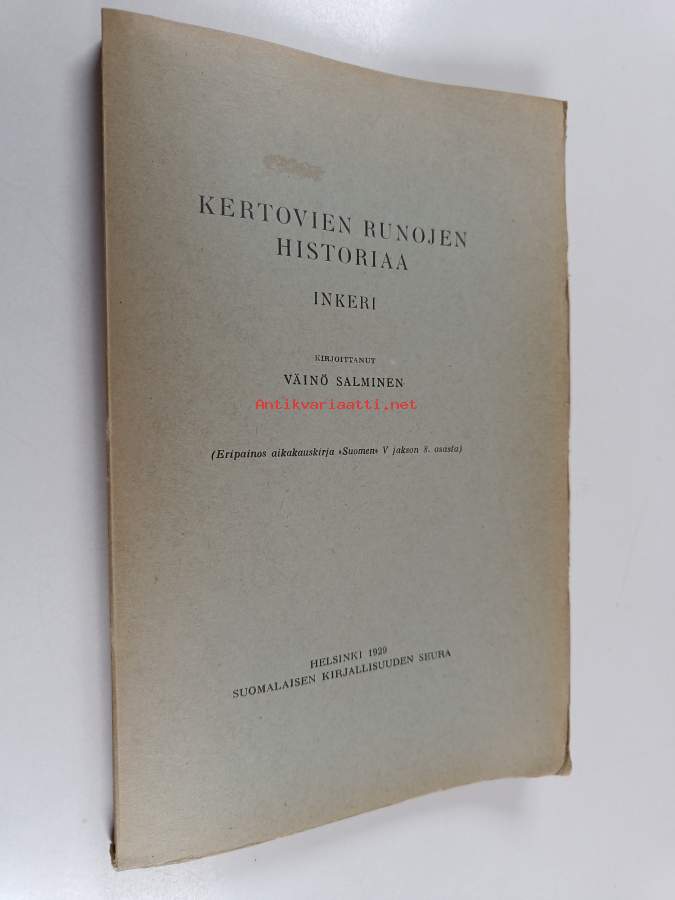 KERTOVIEN RUNOJEN
HISTORIAA
INKERI
KIRJOITTANUT
VÄINÖ SALMINEN
Antikvariaatti.net
(Eripainos aikakauskirja »Suomen» V jakson 8. osasta)
HELSINKI 1929
SUOMALAISEN KIRJALLISUUDEN SEURA